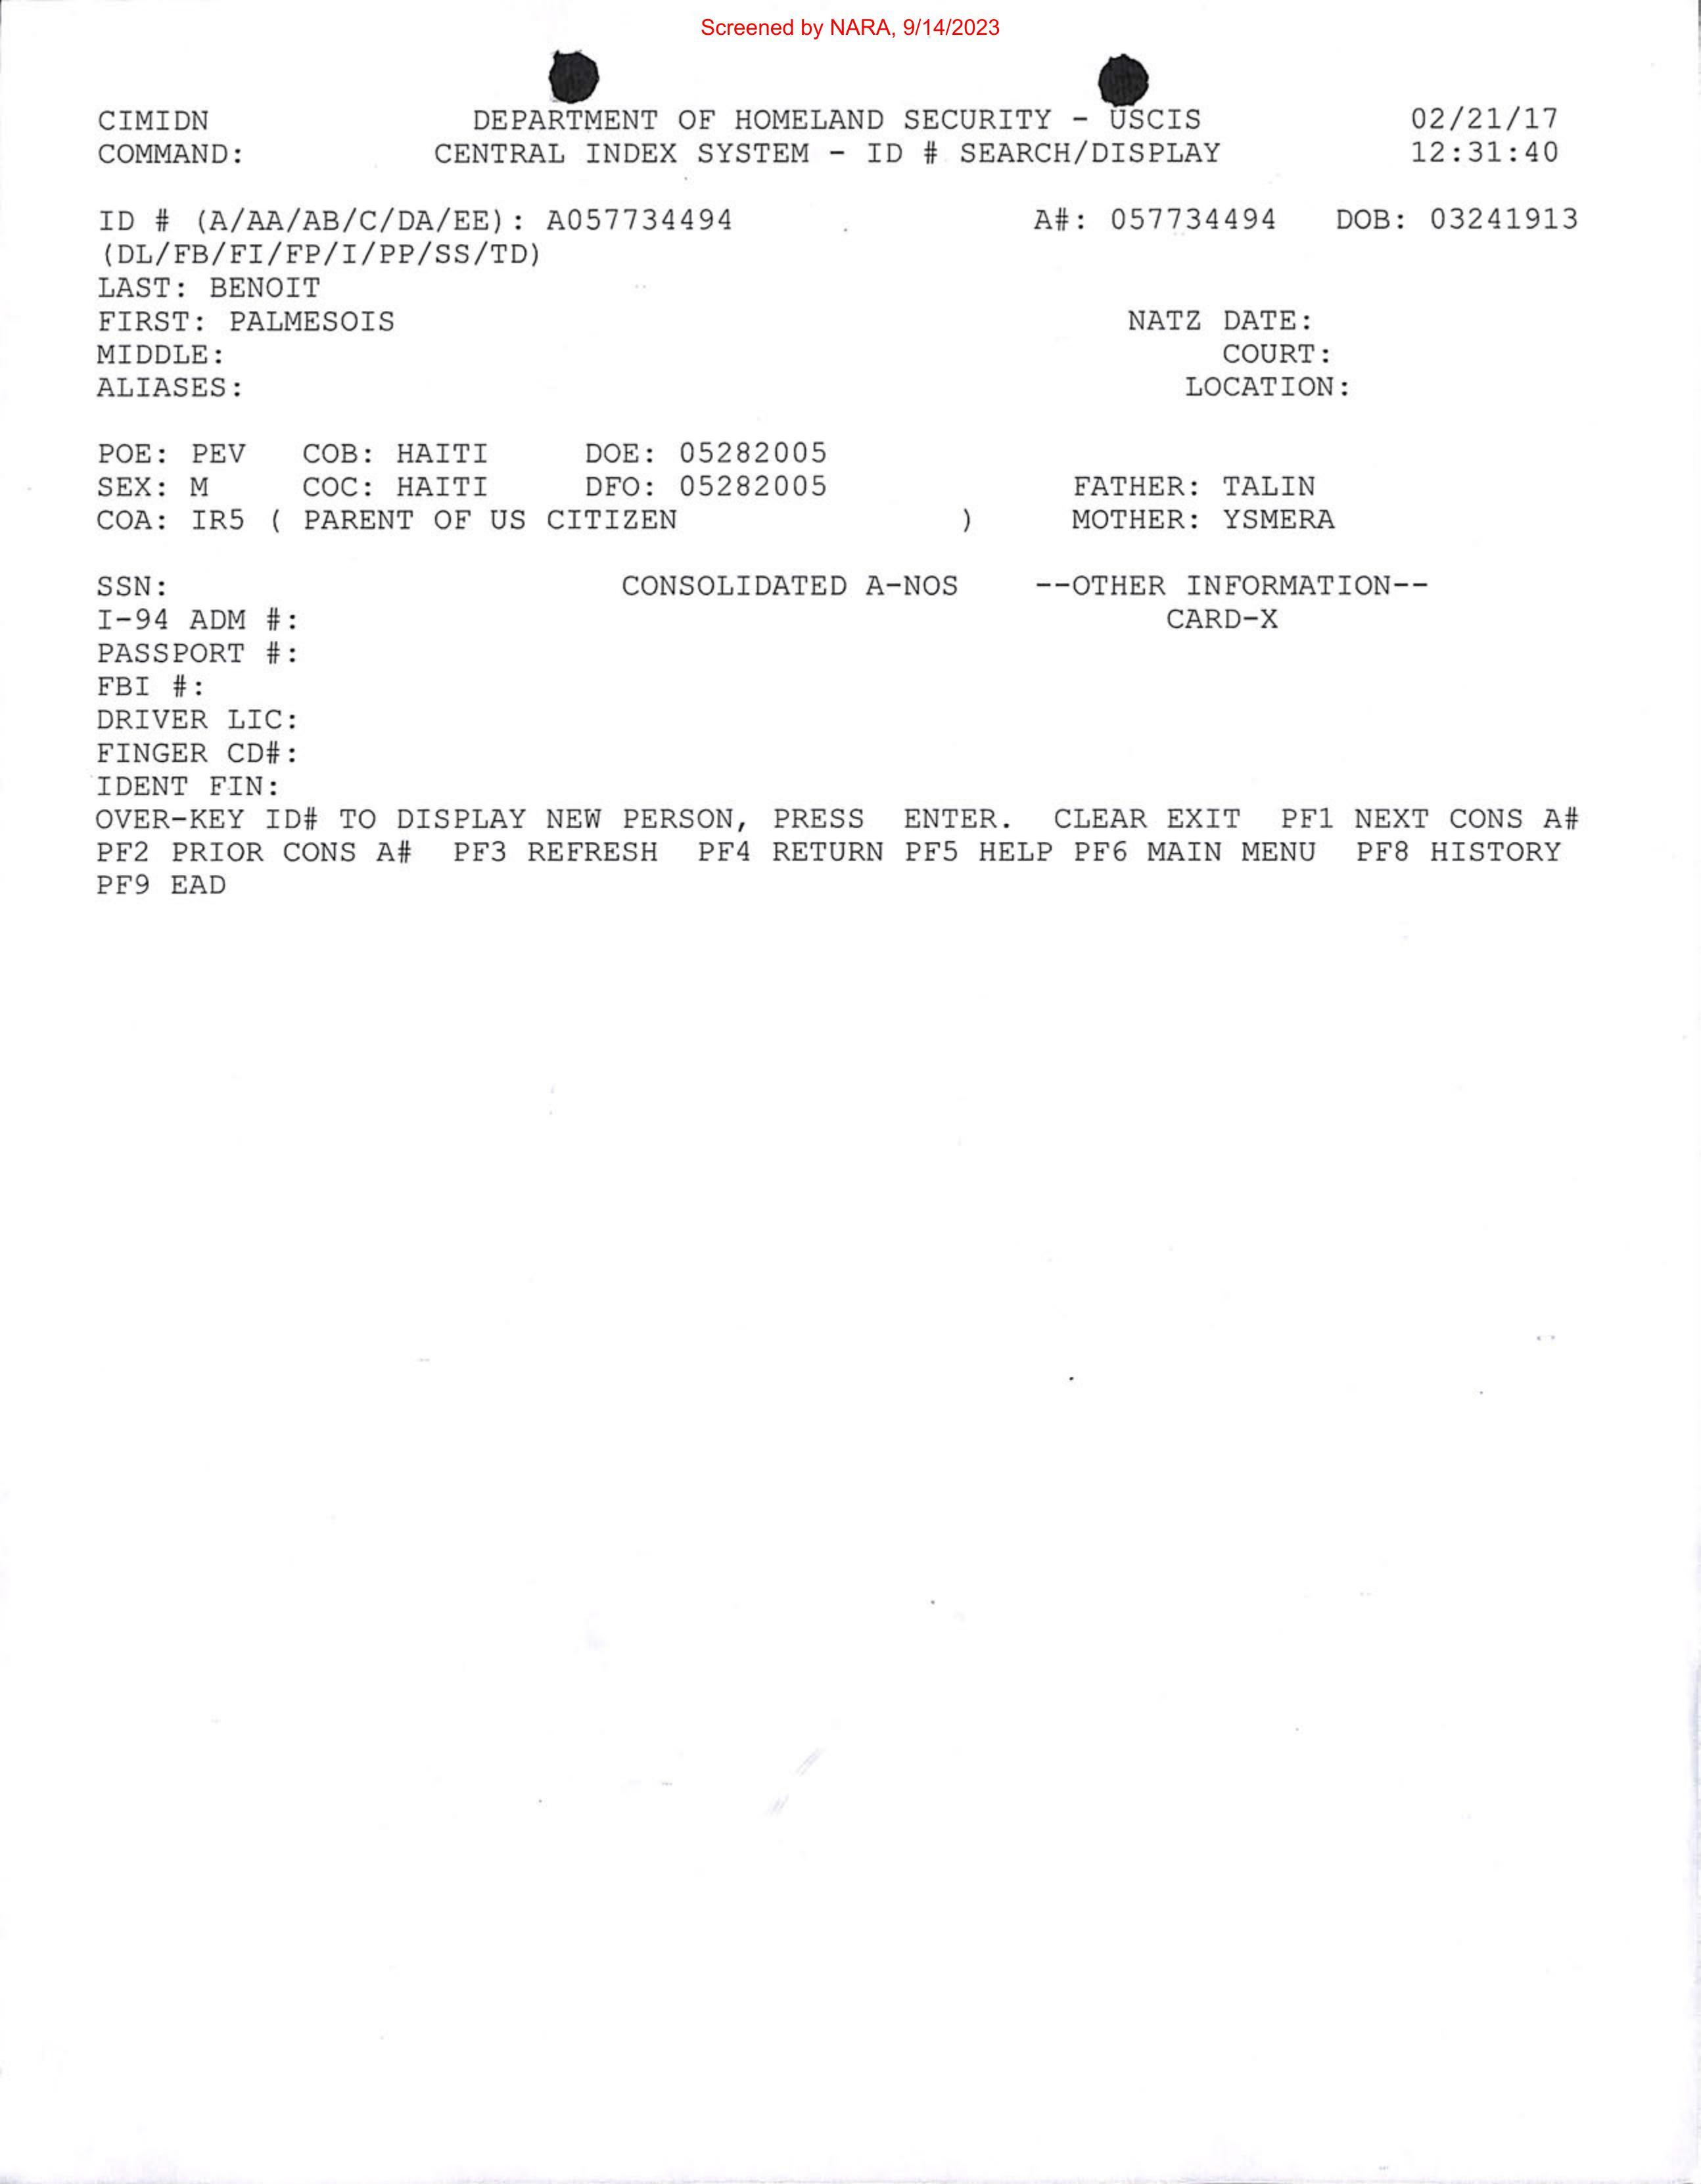 Screened by NARA, 9/14/2023
CIMIDN DEPARTMENT OF HOMELAND SECURITY - USCIS 02/21/17
COMMAND: CENTRAL INDEX SYSTEM - ID # SEARCH/DISPLAY 12:31:40
ID # (A/AA/AB/C/DA/EE): A057734494 A#: 057734494 DOB: 03241913
(DL/FB/FI/FP/I/PP/SS/TD)
LAST: BENOIT
FIRST: PALMESOIS NATZ DATE:
MIDDLE: COURT:
ALIASES: LOCATION:
POE: PEV COB: HAITI DOE: 05282005
SEX: M COC: HAITI DFO: 05282005 FATHER: TALIN
COA: IR5 ( PARENT OF US CITIZEN ) MOTHER: YSMERA
SSN: CONSOLIDATED A-NOS --OTHER INFORMATION--
I-94 ADM #: CARD-X
PASSPORT #:
FBI #:
DRIVER LIC:
FINGER CD#:
IDENT FIN:
OVER-KEY ID# TO DISPLAY NEW PERSON, PRESS ENTER. CLEAR EXIT PF1 NEXT CONS A#
PF2 PRIOR CONS A# PF3 REFRESH PF4 RETURN PF5 HELP PF6 MAIN MENU PF8 HISTORY
PF9 EAD